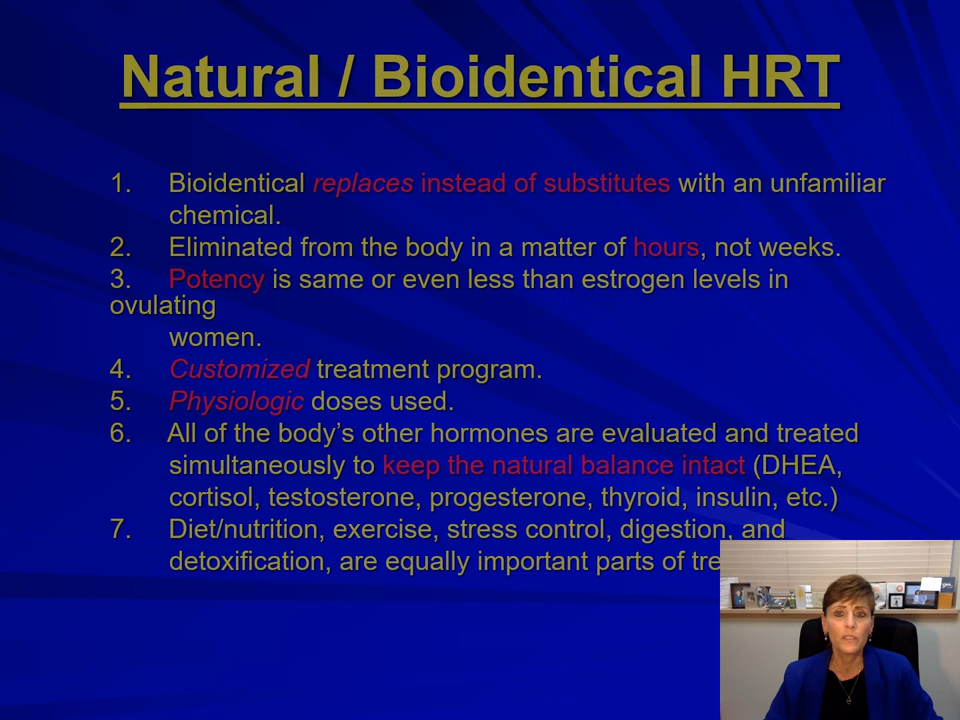 Natural / Bioidentical HRT
1. Bioidentical replaces instead of substitutes with an unfamiliar
chemical.
2. Eliminated from the body in a matter of hours, not weeks.
3. Potency is same or even less than estrogen levels in
ovulating
women.
4. Customized treatment program.
5. Physiologic doses used.
6. All of the body’s other hormones are evaluated and treated
simultaneously to keep the natural balance intact (DHEA,
cortisol, testosterone, progesterone, thyroid, insulin, etc.)
7. Diet/nutrition, exercise, stress control, digestion, and
detoxification, are equally important parts of